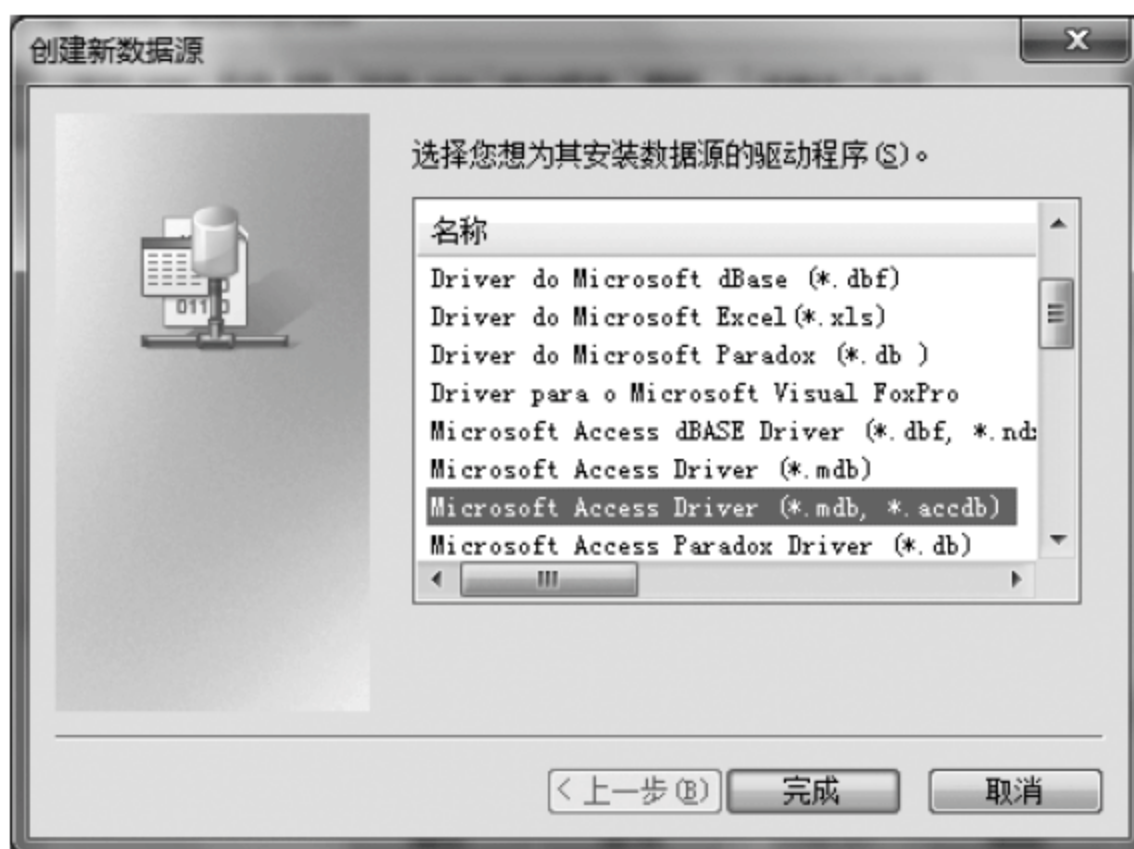 创建新数据源
选择您想为其安装数据源的驱动程序(S)。
名称
Driver do Microsoft dBase (*.dbf)
Driver do Microsoft Excel(*.xls)
Driver do Microsoft Paradox (*.db )
Driver para o Microsoft Visual FoxPro
Microsoft Access dBASE Driver (*.dbf, *.nd
Microsoft Access Driver (*.mdb)
Microsoft Access Driver (*.mdb, *.accdb)
Microsoft Access Paradox Driver (*.db)
< 上一步(B)
完成
取消